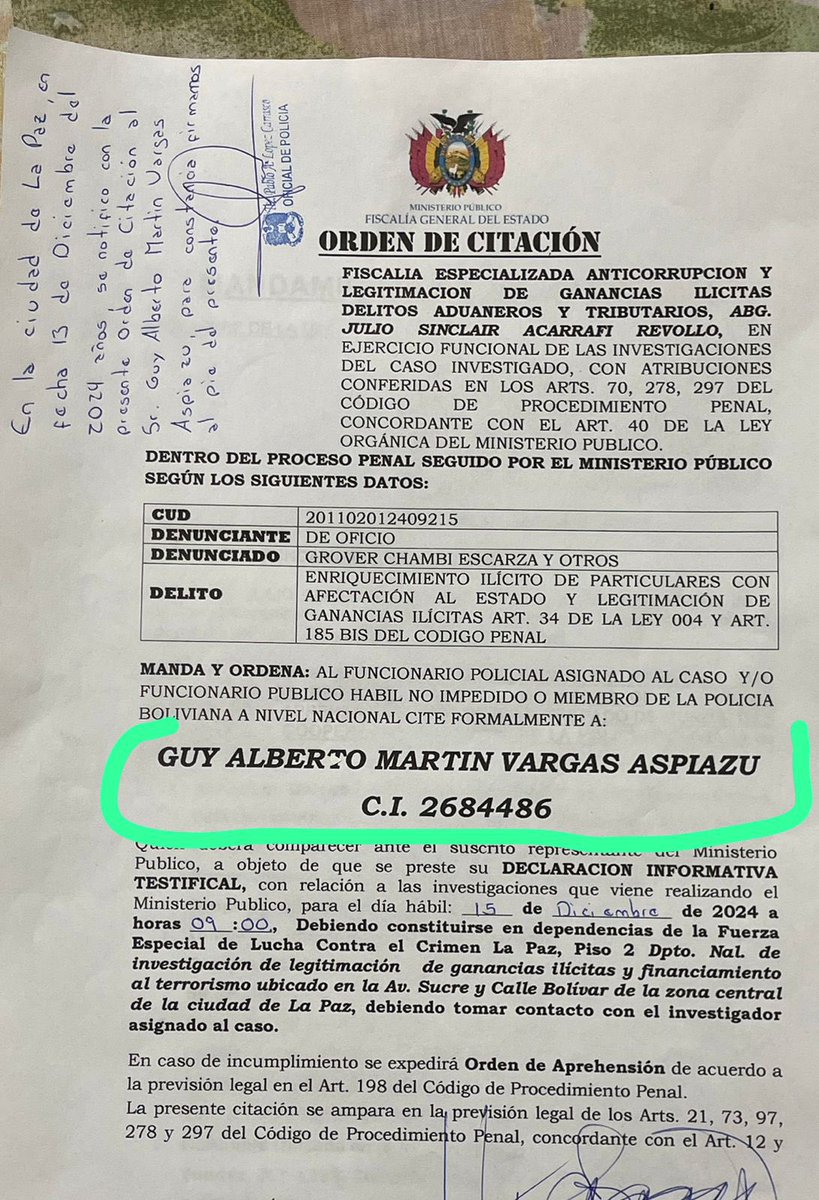 En la ciudad de La Paz, en
fecha 13 de Diciembre del
2024 años, se notifico con la
presente Orden de Citación al
Sr. Guy Alberto Martin Vargas
Aspiazu, para constancia firmamos
al pie del presente.
Pablo R. Lopez Carrasco
OFICIAL DE POLICIA
MINISTERIO PÚBLICO
FISCALÍA GENERAL DEL ESTADO
ORDEN DE CITACIÓN
FISCALIA ESPECIALIZADA ANTICORRUPCION Y
LEGITIMACION DE GANANCIAS ILICITAS
DELITOS ADUANEROS Y TRIBUTARIOS, ABG.
JULIO SINCLAIR ACARRAFI REVOLLO, EN
EJERCICIO FUNCIONAL DE LAS INVESTIGACIONES
DEL CASO INVESTIGADO, CON ATRIBUCIONES
CONFERIDAS EN LOS ARTS. 70, 278, 297 DEL
CÓDIGO DE PROCEDIMIENTO PENAL,
CONCORDANTE CON EL ART. 40 DE LA LEY
ORGÁNICA DEL MINISTERIO PUBLICO.
DENTRO DEL PROCESO PENAL SEGUIDO POR EL MINISTERIO PÚBLICO
SEGÚN LOS SIGUIENTES DATOS:
CUD 201102012409215
DENUNCIANTE DE OFICIO
DENUNCIADO GROVER CHAMBI ESCARZA Y OTROS
DELITO ENRIQUECIMIENTO ILÍCITO DE PARTICULARES CON
AFECTACIÓN AL ESTADO Y LEGITIMACIÓN DE
GANANCIAS ILÍCITAS ART. 34 DE LA LEY 004 Y ART.
185 BIS DEL CODIGO PENAL
MANDA Y ORDENA: AL FUNCIONARIO POLICIAL ASIGNADO AL CASO Y/O
FUNCIONARIO PUBLICO HABIL NO IMPEDIDO O MIEMBRO DE LA POLICIA
BOLIVIANA A NIVEL NACIONAL CITE FORMALMENTE A:
GUY ALBERTO MARTIN VARGAS ASPIAZU
C.I. 2684486
Quien deberá comparecer ante el suscrito representante del Ministerio
Publico, a objeto de que se preste su DECLARACION INFORMATIVA
TESTIFICAL, con relación a las investigaciones que viene realizando el
Ministerio Publico, para el día hábil: 15 de Diciembre de 2024 a
horas 09:00, Debiendo constituirse en dependencias de la Fuerza
Especial de Lucha Contra el Crimen La Paz, Piso 2 Dpto. Nal. de
investigación de legitimación de ganancias ilícitas y financiamiento
al terrorismo ubicado en la Av. Sucre y Calle Bolívar de la zona central
de la ciudad de La Paz, debiendo tomar contacto con el investigador
asignado al caso.
En caso de incumplimiento se expedirá Orden de Aprehensión de acuerdo a
la previsión legal en el Art. 198 del Código de Procedimiento Penal.
La presente citación se ampara en la previsión legal de los Arts. 21, 73, 97,
278 y 297 del Código de Procedimiento Penal, concordante con el Art. 12 y